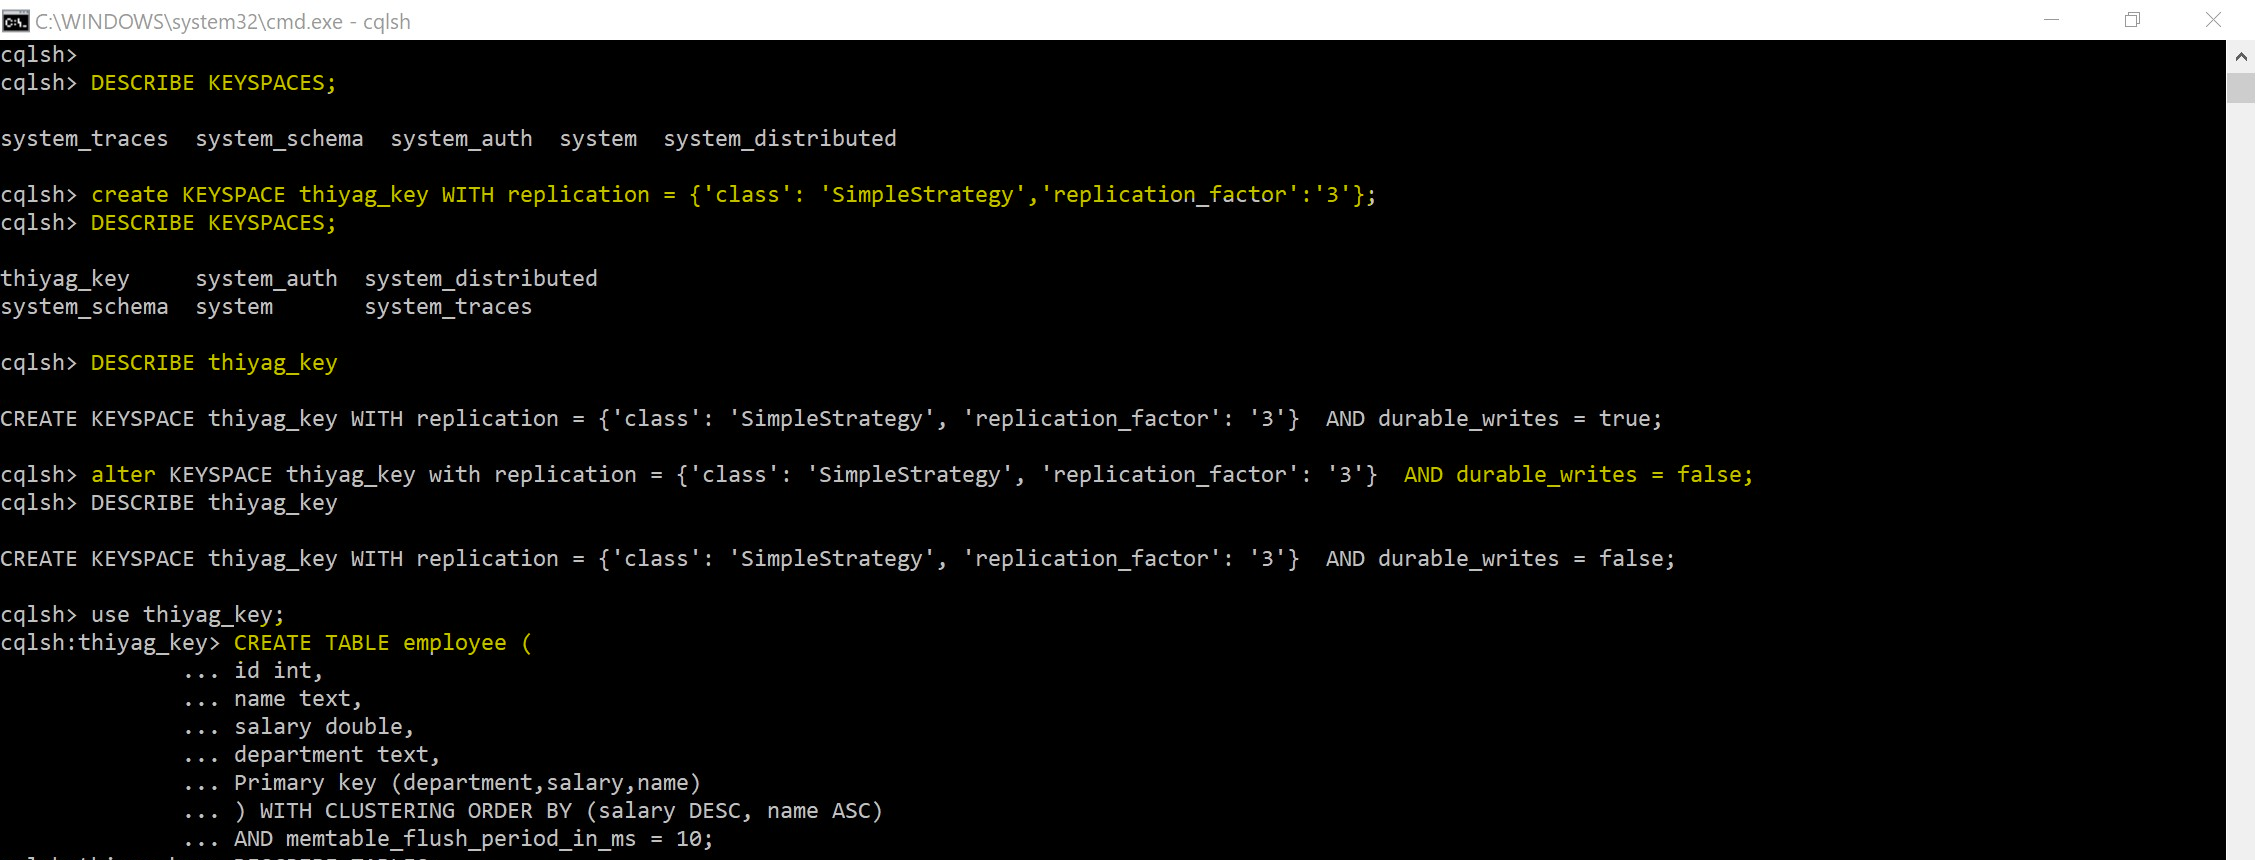 C:\WINDOWS\system32\cmd.exe - cqlsh
cqlsh>
cqlsh> DESCRIBE KEYSPACES;
system_traces  system_schema  system_auth  system  system_distributed
cqlsh> create KEYSPACE thiyag_key WITH replication = {'class': 'SimpleStrategy','replication_factor':'3'};
cqlsh> DESCRIBE KEYSPACES;
thiyag_key     system_auth  system_distributed
system_schema  system       system_traces
cqlsh> DESCRIBE thiyag_key
CREATE KEYSPACE thiyag_key WITH replication = {'class': 'SimpleStrategy', 'replication_factor': '3'}  AND durable_writes = true;
cqlsh> alter KEYSPACE thiyag_key with replication = {'class': 'SimpleStrategy', 'replication_factor': '3'}  AND durable_writes = false;
cqlsh> DESCRIBE thiyag_key
CREATE KEYSPACE thiyag_key WITH replication = {'class': 'SimpleStrategy', 'replication_factor': '3'}  AND durable_writes = false;
cqlsh> use thiyag_key;
cqlsh:thiyag_key> CREATE TABLE employee (
... id int,
... name text,
... salary double,
... department text,
... Primary key (department,salary,name)
... ) WITH CLUSTERING ORDER BY (salary DESC, name ASC)
... AND memtable_flush_period_in_ms = 10;